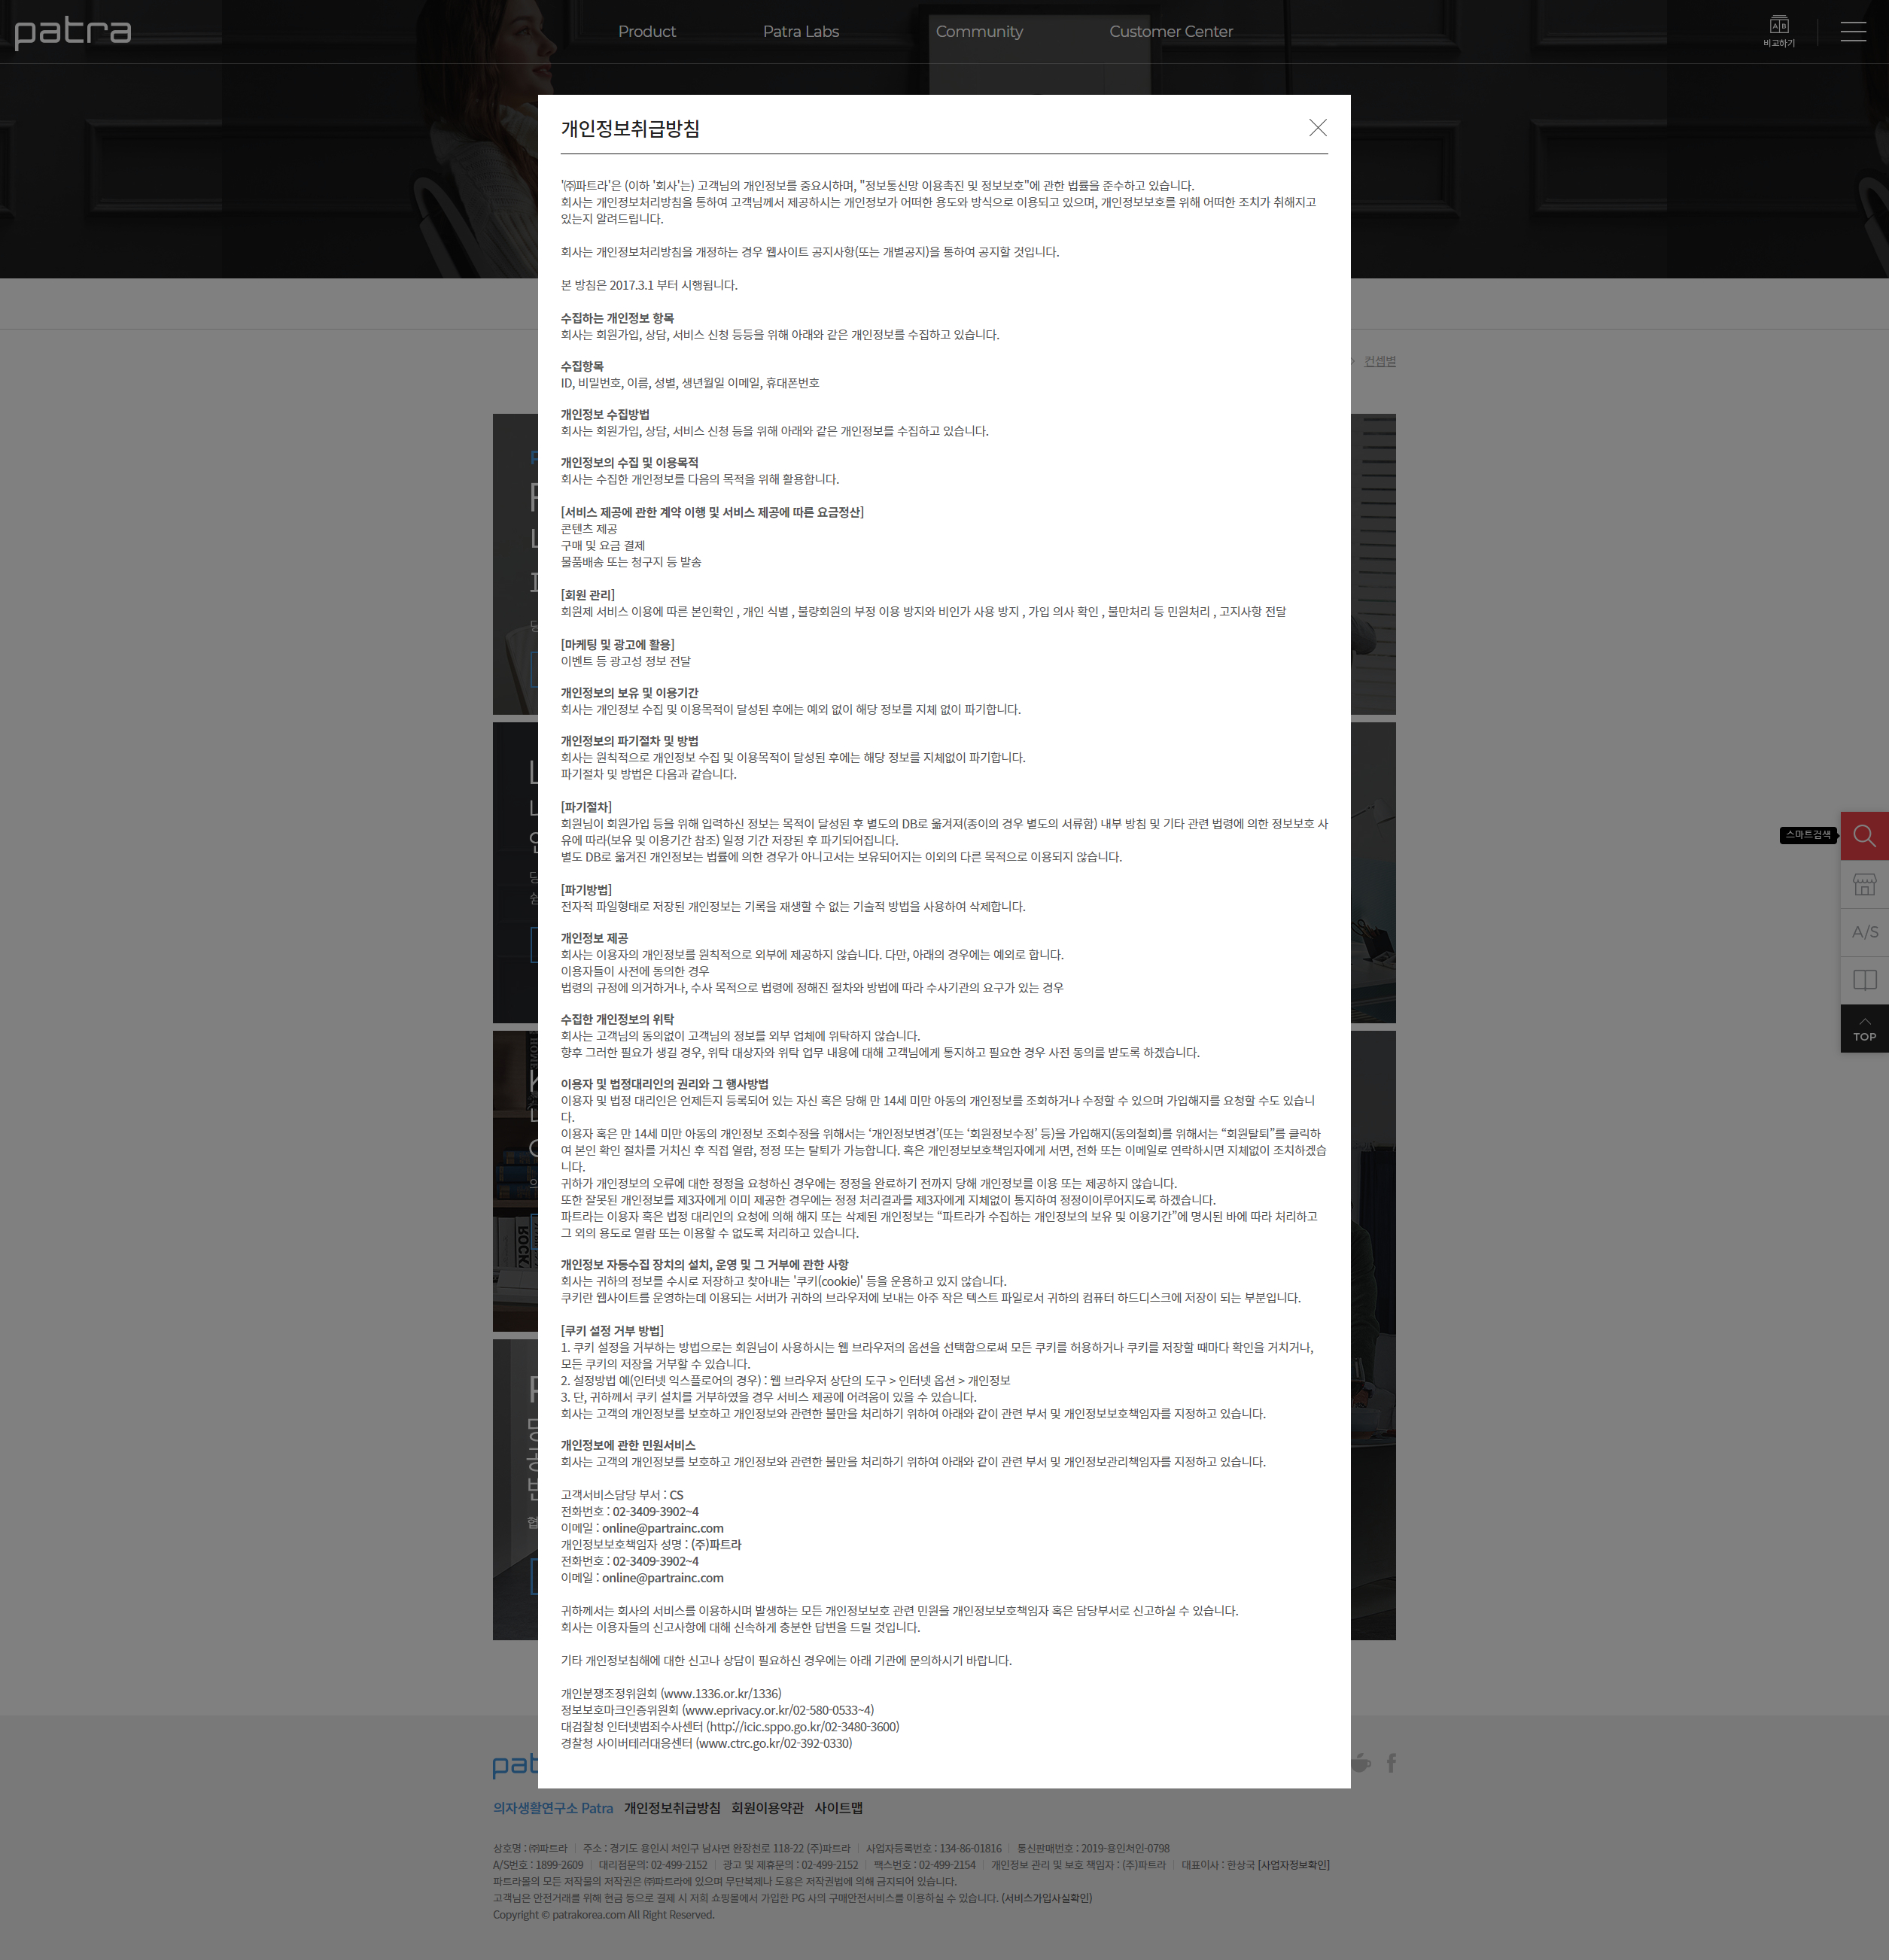 patra
Product
Patra Labs
Community
Customer Center
비교하기
개인정보취급방침
'㈜파트라'은 (이하 '회사'는) 고객님의 개인정보를 중요시하며, "정보통신망 이용촉진 및 정보보호"에 관한 법률을 준수하고 있습니다.
회사는 개인정보처리방침을 통하여 고객님께서 제공하시는 개인정보가 어떠한 용도와 방식으로 이용되고 있으며, 개인정보보호를 위해 어떠한 조치가 취해지고
있는지 알려드립니다.
회사는 개인정보처리방침을 개정하는 경우 웹사이트 공지사항(또는 개별공지)을 통하여 공지할 것입니다.
본 방침은 2017.3.1 부터 시행됩니다.
수집하는 개인정보 항목
회사는 회원가입, 상담, 서비스 신청 등등을 위해 아래와 같은 개인정보를 수집하고 있습니다.
컨셉별
수집항목
ID, 비밀번호, 이름, 성별, 생년월일 이메일, 휴대폰번호
개인정보 수집방법
회사는 회원가입, 상담, 서비스 신청 등을 위해 아래와 같은 개인정보를 수집하고 있습니다.
개인정보의 수집 및 이용목적
회사는 수집한 개인정보를 다음의 목적을 위해 활용합니다.
[서비스 제공에 관한 계약 이행 및 서비스 제공에 따른 요금정산]
콘텐츠 제공
구매 및 요금 결제
물품배송 또는 청구지 등 발송
[회원 관리]
회원제 서비스 이용에 따른 본인확인 , 개인 식별 , 불량회원의 부정 이용 방지와 비인가 사용 방지 , 가입 의사 확인 , 불만처리 등 민원처리 , 고지사항 전달
[마케팅 및 광고에 활용]
이벤트 등 광고성 정보 전달
개인정보의 보유 및 이용기간
회사는 개인정보 수집 및 이용목적이 달성된 후에는 예외 없이 해당 정보를 지체 없이 파기합니다.
개인정보의 파기절차 및 방법
회사는 원칙적으로 개인정보 수집 및 이용목적이 달성된 후에는 해당 정보를 지체없이 파기합니다.
파기절차 및 방법은 다음과 같습니다.
[파기절차]
회원님이 회원가입 등을 위해 입력하신 정보는 목적이 달성된 후 별도의 DB로 옮겨져(종이의 경우 별도의 서류함) 내부 방침 및 기타 관련 법령에 의한 정보보호 사
유에 따라(보유 및 이용기간 참조) 일정 기간 저장된 후 파기되어집니다.
별도 DB로 옮겨진 개인정보는 법률에 의한 경우가 아니고서는 보유되어지는 이외의 다른 목적으로 이용되지 않습니다.
스마트검색
[파기방법]
전자적 파일형태로 저장된 개인정보는 기록을 재생할 수 없는 기술적 방법을 사용하여 삭제합니다.
A/S
개인정보 제공
회사는 이용자의 개인정보를 원칙적으로 외부에 제공하지 않습니다. 다만, 아래의 경우에는 예외로 합니다.
이용자들이 사전에 동의한 경우
법령의 규정에 의거하거나, 수사 목적으로 법령에 정해진 절차와 방법에 따라 수사기관의 요구가 있는 경우
수집한 개인정보의 위탁
회사는 고객님의 동의없이 고객님의 정보를 외부 업체에 위탁하지 않습니다.
향후 그러한 필요가 생길 경우, 위탁 대상자와 위탁 업무 내용에 대해 고객님에게 통지하고 필요한 경우 사전 동의를 받도록 하겠습니다.
TOP
이용자 및 법정대리인의 권리와 그 행사방법
이용자 및 법정 대리인은 언제든지 등록되어 있는 자신 혹은 당해 만 14세 미만 아동의 개인정보를 조회하거나 수정할 수 있으며 가입해지를 요청할 수도 있습니
다.
이용자 혹은 만 14세 미만 아동의 개인정보 조회수정을 위해서는 ‘개인정보변경’(또는 ‘회원정보수정’ 등)을 가입해지(동의철회)를 위해서는 “회원탈퇴”를 클릭하
여 본인 확인 절차를 거치신 후 직접 열람, 정정 또는 탈퇴가 가능합니다. 혹은 개인정보보호책임자에게 서면, 전화 또는 이메일로 연락하시면 지체없이 조치하겠습
니다.
귀하가 개인정보의 오류에 대한 정정을 요청하신 경우에는 정정을 완료하기 전까지 당해 개인정보를 이용 또는 제공하지 않습니다.
또한 잘못된 개인정보를 제3자에게 이미 제공한 경우에는 정정 처리결과를 제3자에게 지체없이 통지하여 정정이이루어지도록 하겠습니다.
파트라는 이용자 혹은 법정 대리인의 요청에 의해 해지 또는 삭제된 개인정보는 “파트라가 수집하는 개인정보의 보유 및 이용기간”에 명시된 바에 따라 처리하고
그 외의 용도로 열람 또는 이용할 수 없도록 처리하고 있습니다.
개인정보 자동수집 장치의 설치, 운영 및 그 거부에 관한 사항
회사는 귀하의 정보를 수시로 저장하고 찾아내는 '쿠키(cookie)' 등을 운용하고 있지 않습니다.
쿠키란 웹사이트를 운영하는데 이용되는 서버가 귀하의 브라우저에 보내는 아주 작은 텍스트 파일로서 귀하의 컴퓨터 하드디스크에 저장이 되는 부분입니다.
[쿠키 설정 거부 방법]
1. 쿠키 설정을 거부하는 방법으로는 회원님이 사용하시는 웹 브라우저의 옵션을 선택함으로써 모든 쿠키를 허용하거나 쿠키를 저장할 때마다 확인을 거치거나,
모든 쿠키의 저장을 거부할 수 있습니다.
2. 설정방법 예(인터넷 익스플로어의 경우) : 웹 브라우저 상단의 도구 > 인터넷 옵션 > 개인정보
3. 단, 귀하께서 쿠키 설치를 거부하였을 경우 서비스 제공에 어려움이 있을 수 있습니다.
회사는 고객의 개인정보를 보호하고 개인정보와 관련한 불만을 처리하기 위하여 아래와 같이 관련 부서 및 개인정보보호책임자를 지정하고 있습니다.
개인정보에 관한 민원서비스
회사는 고객의 개인정보를 보호하고 개인정보와 관련한 불만을 처리하기 위하여 아래와 같이 관련 부서 및 개인정보관리책임자를 지정하고 있습니다.
고객서비스담당 부서 : CS
전화번호 : 02-3409-3902~4
이메일 : online@partrainc.com
개인정보보호책임자 성명 : (주)파트라
전화번호 : 02-3409-3902~4
이메일 : online@partrainc.com
귀하께서는 회사의 서비스를 이용하시며 발생하는 모든 개인정보보호 관련 민원을 개인정보보호책임자 혹은 담당부서로 신고하실 수 있습니다.
회사는 이용자들의 신고사항에 대해 신속하게 충분한 답변을 드릴 것입니다.
기타 개인정보침해에 대한 신고나 상담이 필요하신 경우에는 아래 기관에 문의하시기 바랍니다.
개인분쟁조정위원회 (www.1336.or.kr/1336)
정보보호마크인증위원회 (www.eprivacy.or.kr/02-580-0533~4)
대검찰청 인터넷범죄수사센터 (http://icic.sppo.go.kr/02-3480-3600)
경찰청 사이버테러대응센터 (www.ctrc.go.kr/02-392-0330)
의자생활연구소 Patra 개인정보취급방침 회원이용약관 사이트맵
상호명 : ㈜파트라 주소 : 경기도 용인시 처인구 남사면 완장천로 118-22 (주)파트라 사업자등록번호 : 134-86-01816 통신판매번호 : 2019-용인처인-0798
A/S번호 : 1899-2609 대리점문의: 02-499-2152 광고 및 제휴문의 : 02-499-2152 팩스번호 : 02-499-2154 개인정보 관리 및 보호 책임자 : (주)파트라 대표이사 : 한상국 [사업자정보확인]
파트라몰의 모든 저작물의 저작권은 ㈜파트라에 있으며 무단복제나 도용은 저작권법에 의해 금지되어 있습니다.
고객님은 안전거래를 위해 현금 등으로 결제 시 저희 쇼핑몰에서 가입한 PG 사의 구매안전서비스를 이용하실 수 있습니다. (서비스가입사실확인)
Copyright © patrakorea.com All Right Reserved.